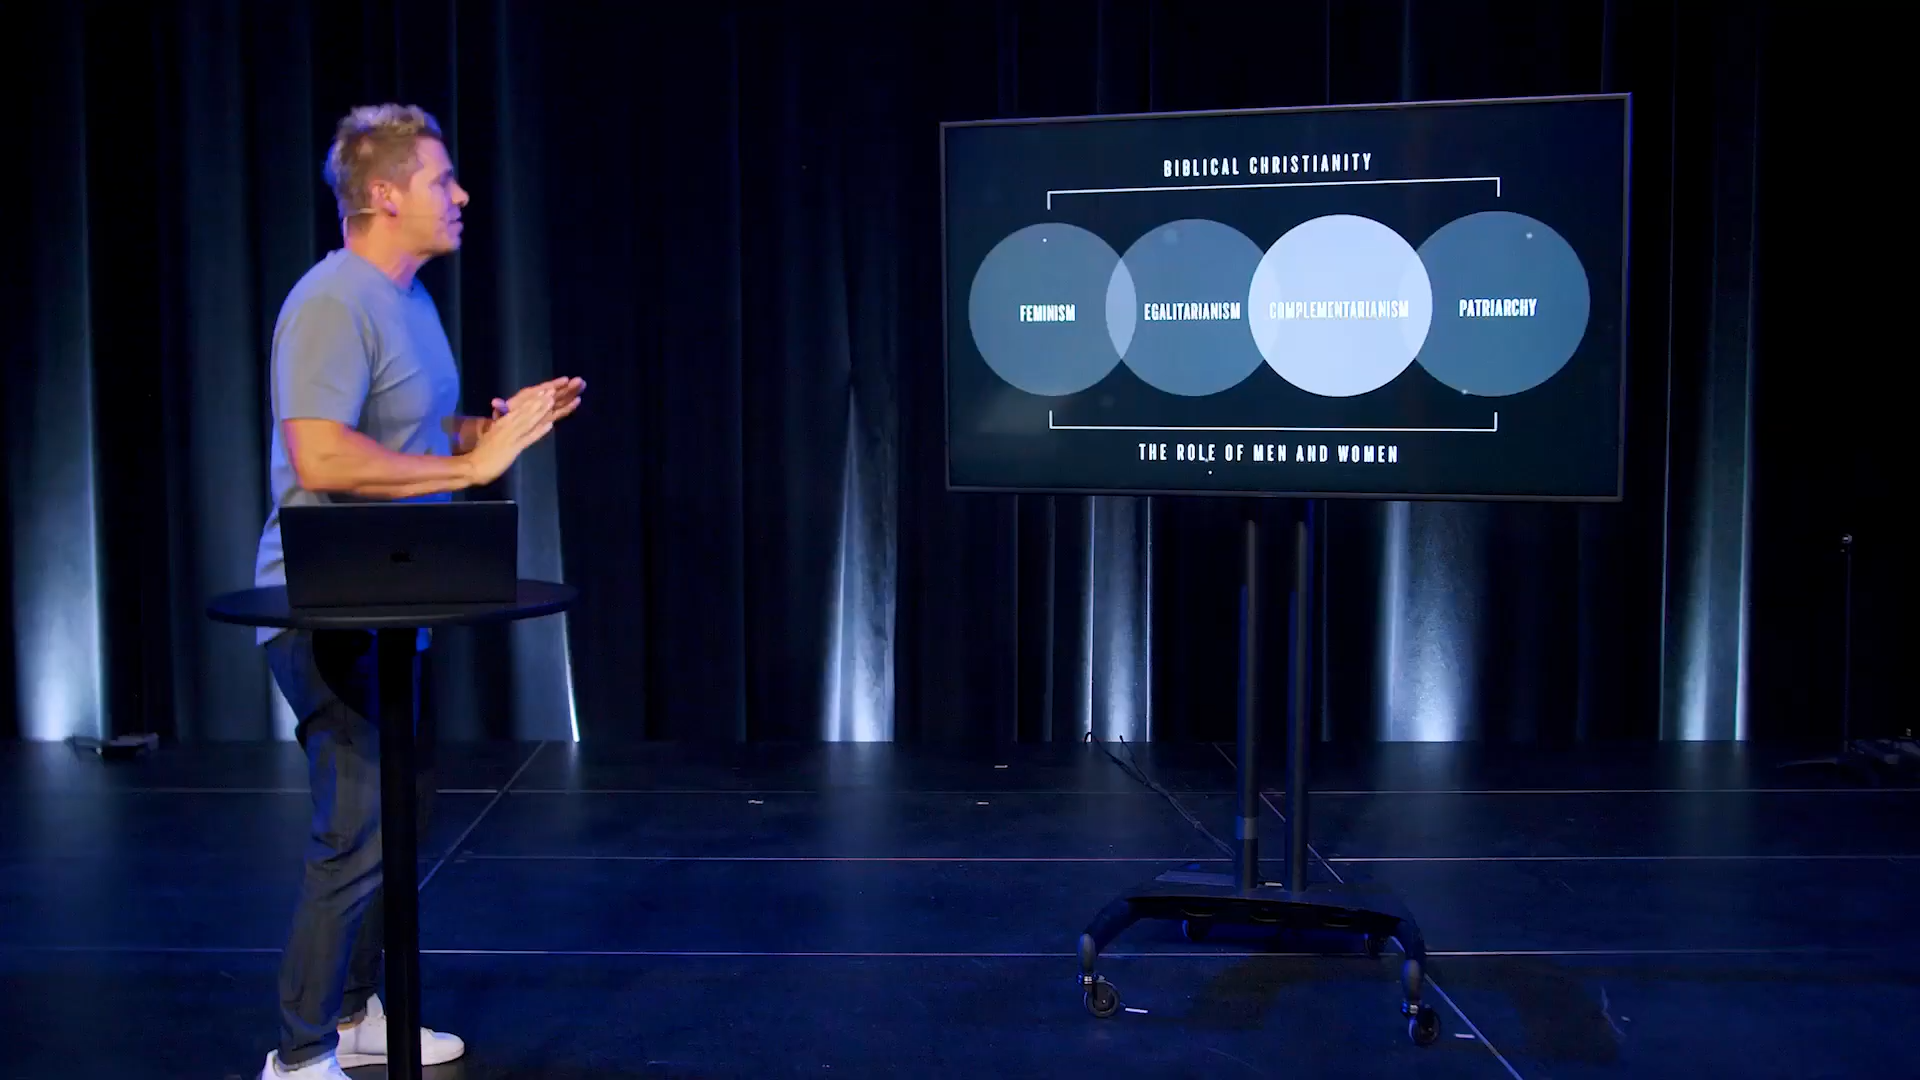 BIBLICAL CHRISTIANITY
FEMINISM
EGALITARIANISM
COMPLEMENTARIANISM
PATRIARCHY
THE ROLE OF MEN AND WOMEN